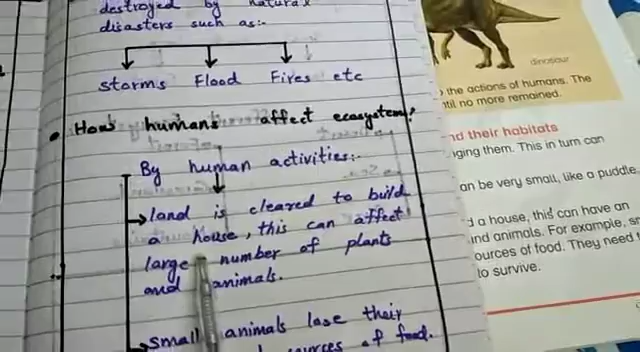 destroyed by natural
disasters such as:-
storms Flood Fires etc
How humans affect ecosystem?
By human activities:-
land is cleared to build
a house, this can affect
large number of plants
and animals.
small animals lose their
sources of food.
dinosaur
the actions of humans. The
til no more remained.
nd their habitats
ging them. This in turn can
an be very small, like a puddle
d a house, this can have an
nd animals. For example, s
ources of food. They need t
to survive.